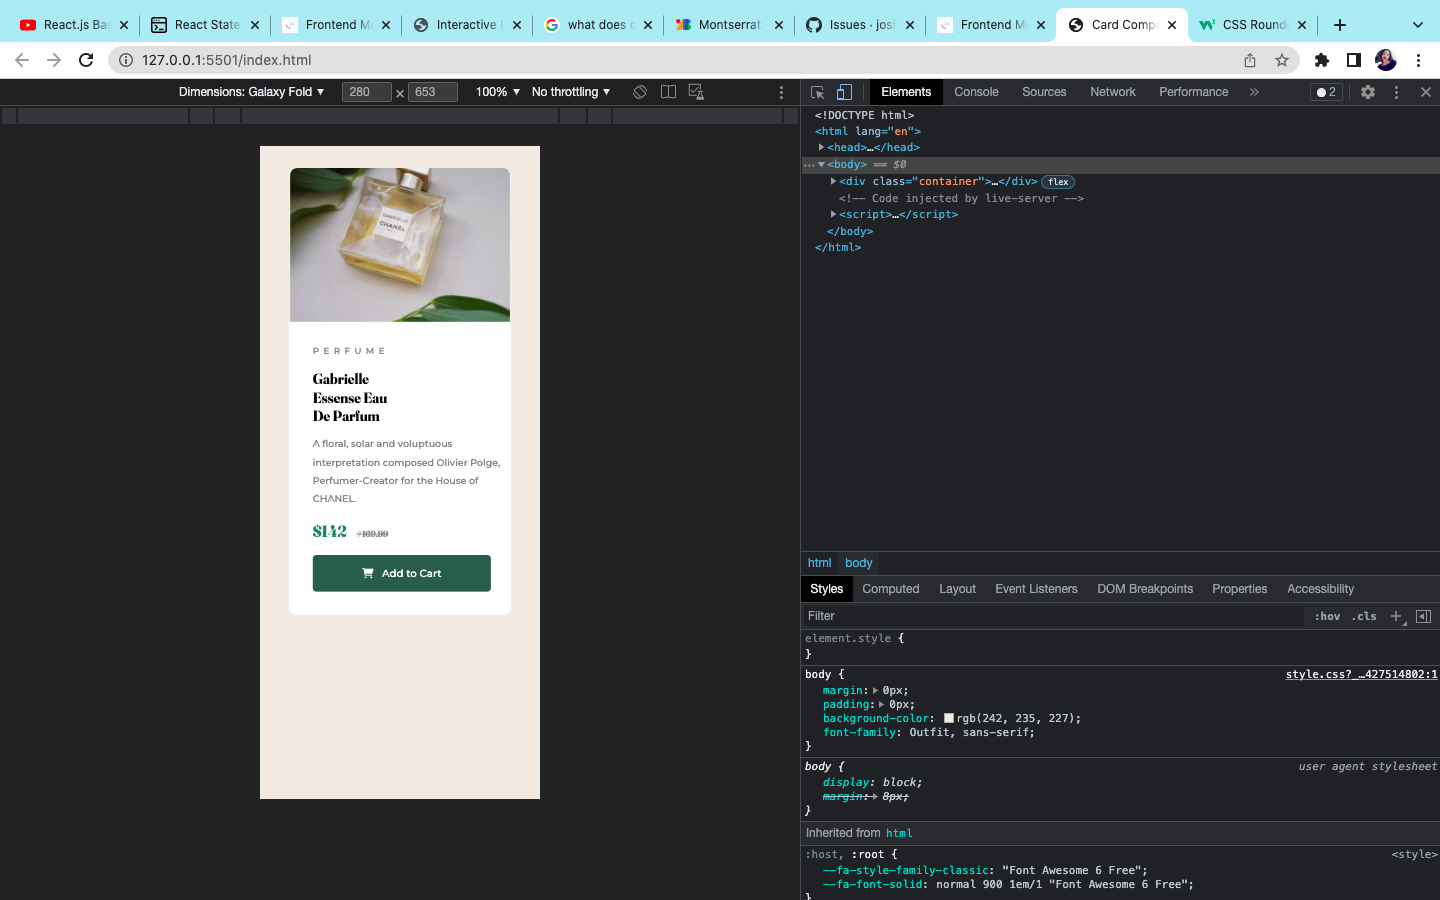 React.js Bas
React State
Frontend Me
Interactive
what does c
Montserrat
Issues · josh
Frontend Me
Card Compo
CSS Round
127.0.0.1:5501/index.html
Dimensions: Galaxy Fold ▼ 280 × 653 100% ▼ No throttling ▼
Elements Console Sources Network Performance » 2
<!DOCTYPE html>
<html lang="en">
<head>…</head>
<body> == $0
<div class="container">…</div> flex
<!-- Code injected by live-server -->
<script>…</script>
</body>
</html>
GABRIELLE
CHANEL
PERFUME
Gabrielle
Essense Eau
De Parfum
A floral, solar and voluptuous
interpretation composed Olivier Polge,
Perfumer-Creator for the House of
CHANEL.
$142 $169.99
Add to Cart
html body
Styles Computed Layout Event Listeners DOM Breakpoints Properties Accessibility
Filter :hov .cls +
element.style {
}
body { style.css?_…427514802:1
margin: 0px;
padding: 0px;
background-color: rgb(242, 235, 227);
font-family: Outfit, sans-serif;
}
body { user agent stylesheet
display: block;
margin: 8px;
}
Inherited from html
:host, :root { <style>
--fa-style-family-classic: "Font Awesome 6 Free";
--fa-font-solid: normal 900 1em/1 "Font Awesome 6 Free";
}